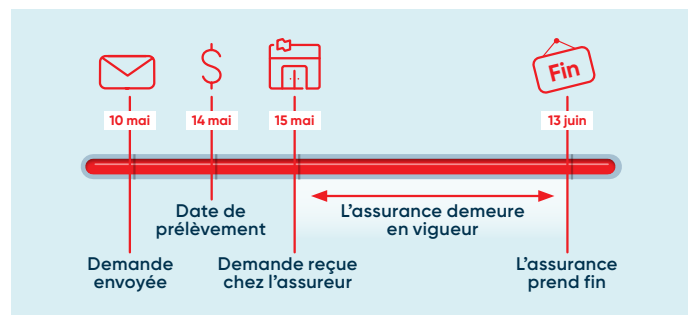 Fin
10 mai
14 mai
15 mai
13 juin
Date de
prélèvement
L'assurance demeure
en vigueur
Demande
envoyée
Demande reçue
chez l'assureur
L'assurance
prend fin